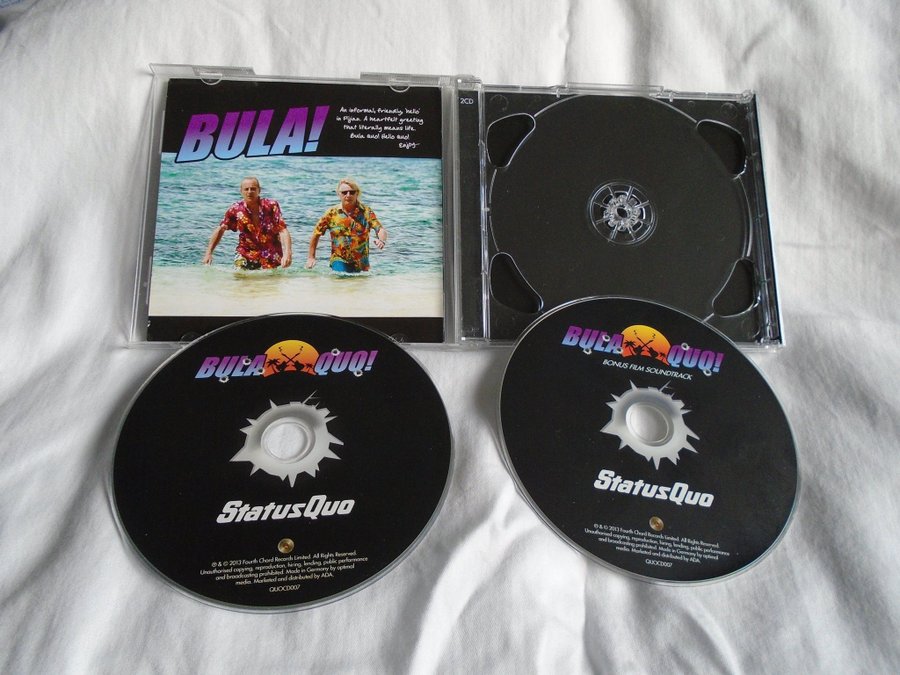 BULA!
An informal, friendly, 'hello'
in Fijian. A heartfelt greeting
that literally means life.
Bula Quo! Hello Quo!
Enjoy
2CD
BULA QUO!
StatusQuo
℗ & © 2013 Fourth Chord Records Limited. All Rights Reserved.
Unauthorised copying, reproduction, hiring, lending, public performance
and broadcasting prohibited. Made in Germany by optimal
media. Marketed and distributed by ADA.
QUOCD007
BULA QUO!
BONUS FILM SOUNDTRACK
StatusQuo
℗ & © 2013 Fourth Chord Records Limited. All Rights Reserved.
Unauthorised copying, reproduction, hiring, lending, public performance
and broadcasting prohibited. Made in Germany by optimal
media. Marketed and distributed by ADA.
QUOCD007